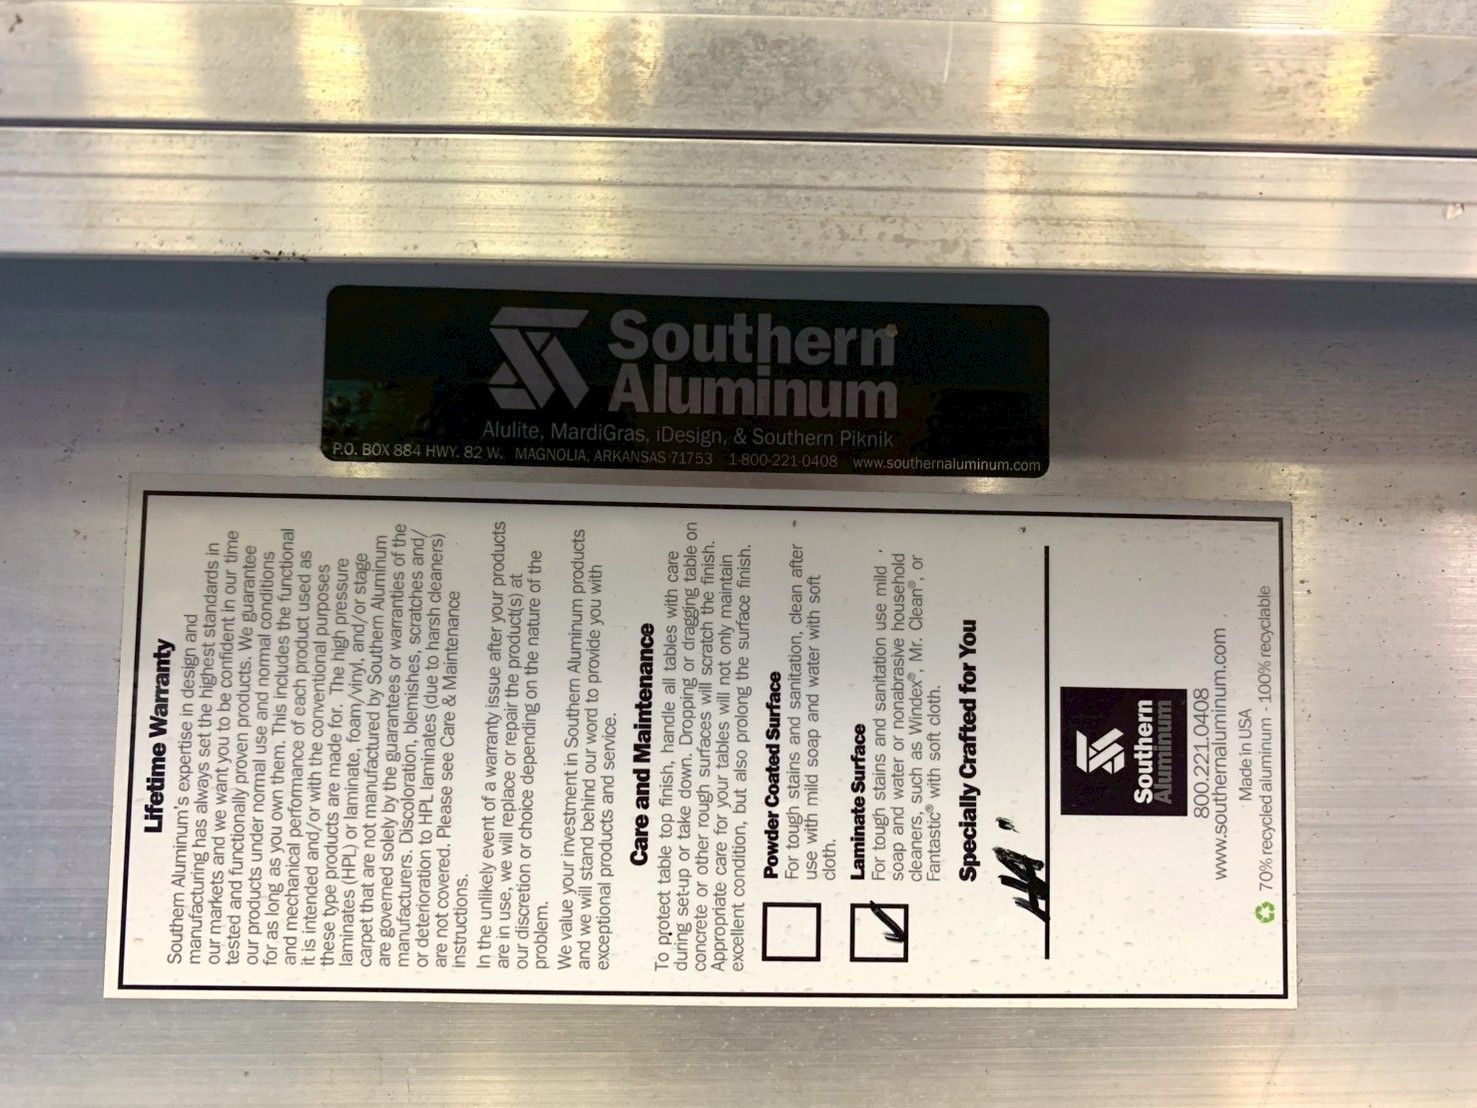 Southern
Aluminum
Alulite, MardiGras, iDesign, & Southern Piknik
P.O. BOX 884 HWY. 82 W. MAGNOLIA, ARKANSAS 71753 1-800-221-0408 www.southernaluminum.com
Lifetime Warranty
Southern Aluminum's expertise in design and
manufacturing has always set the highest standards in
our markets and we want you to be confident in our time
tested and functionally proven products. We guarantee
our products under normal use and normal conditions
for as long as you own them. This includes the functional
and mechanical performance of each product used as
it is intended and/or with the conventional purposes
these type products are made for. The high pressure
laminates (HPL) or laminate, foam/vinyl, and/or stage
carpet that are not manufactured by Southern Aluminum
are governed solely by the guarantees or warranties of the
manufacturers. Discoloration, blemishes, scratches and/
or deterioration to HPL laminates (due to harsh cleaners)
are not covered. Please see Care & Maintenance
instructions.
In the unlikely event of a warranty issue after your products
are in use, we will replace or repair the product(s) at
our discretion or choice depending on the nature of the
problem.
We value your investment in Southern Aluminum products
and we will stand behind our word to provide you with
exceptional products and service.
Care and Maintenance
To protect table top finish, handle all tables with care
during set-up or take down. Dropping or dragging table on
concrete or other rough surfaces will scratch the finish.
Appropriate care for your tables will not only maintain
excellent condition, but also prolong the surface finish.
Powder Coated Surface
For tough stains and sanitation, clean after
use with mild soap and water with soft
cloth.
Laminate Surface
For tough stains and sanitation use mild
soap and water or nonabrasive household
cleaners, such as Windex®, Mr. Clean®, or
Fantastic® with soft cloth.
Specially Crafted for You
Southern
Aluminum
800.221.0408
www.southernaluminum.com
Made in USA
70% recycled aluminum - 100% recyclable